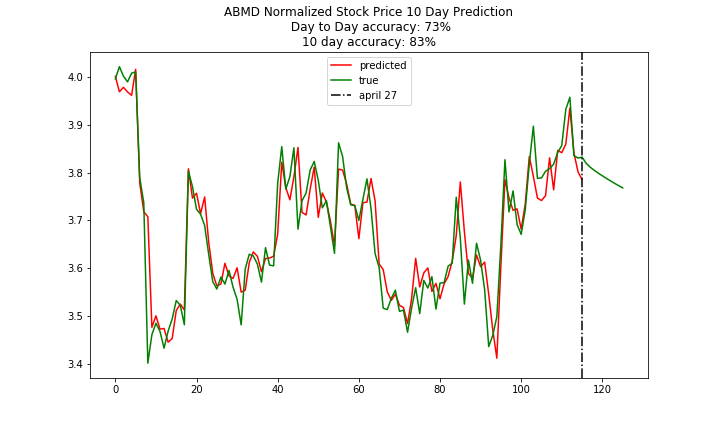 ABMD Normalized Stock Price 10 Day Prediction
Day to Day accuracy: 73%
10 day accuracy: 83%
predicted
true
april 27
4.0
3.9
3.8
3.7
3.6
3.5
3.4
0 20 40 60 80 100 120